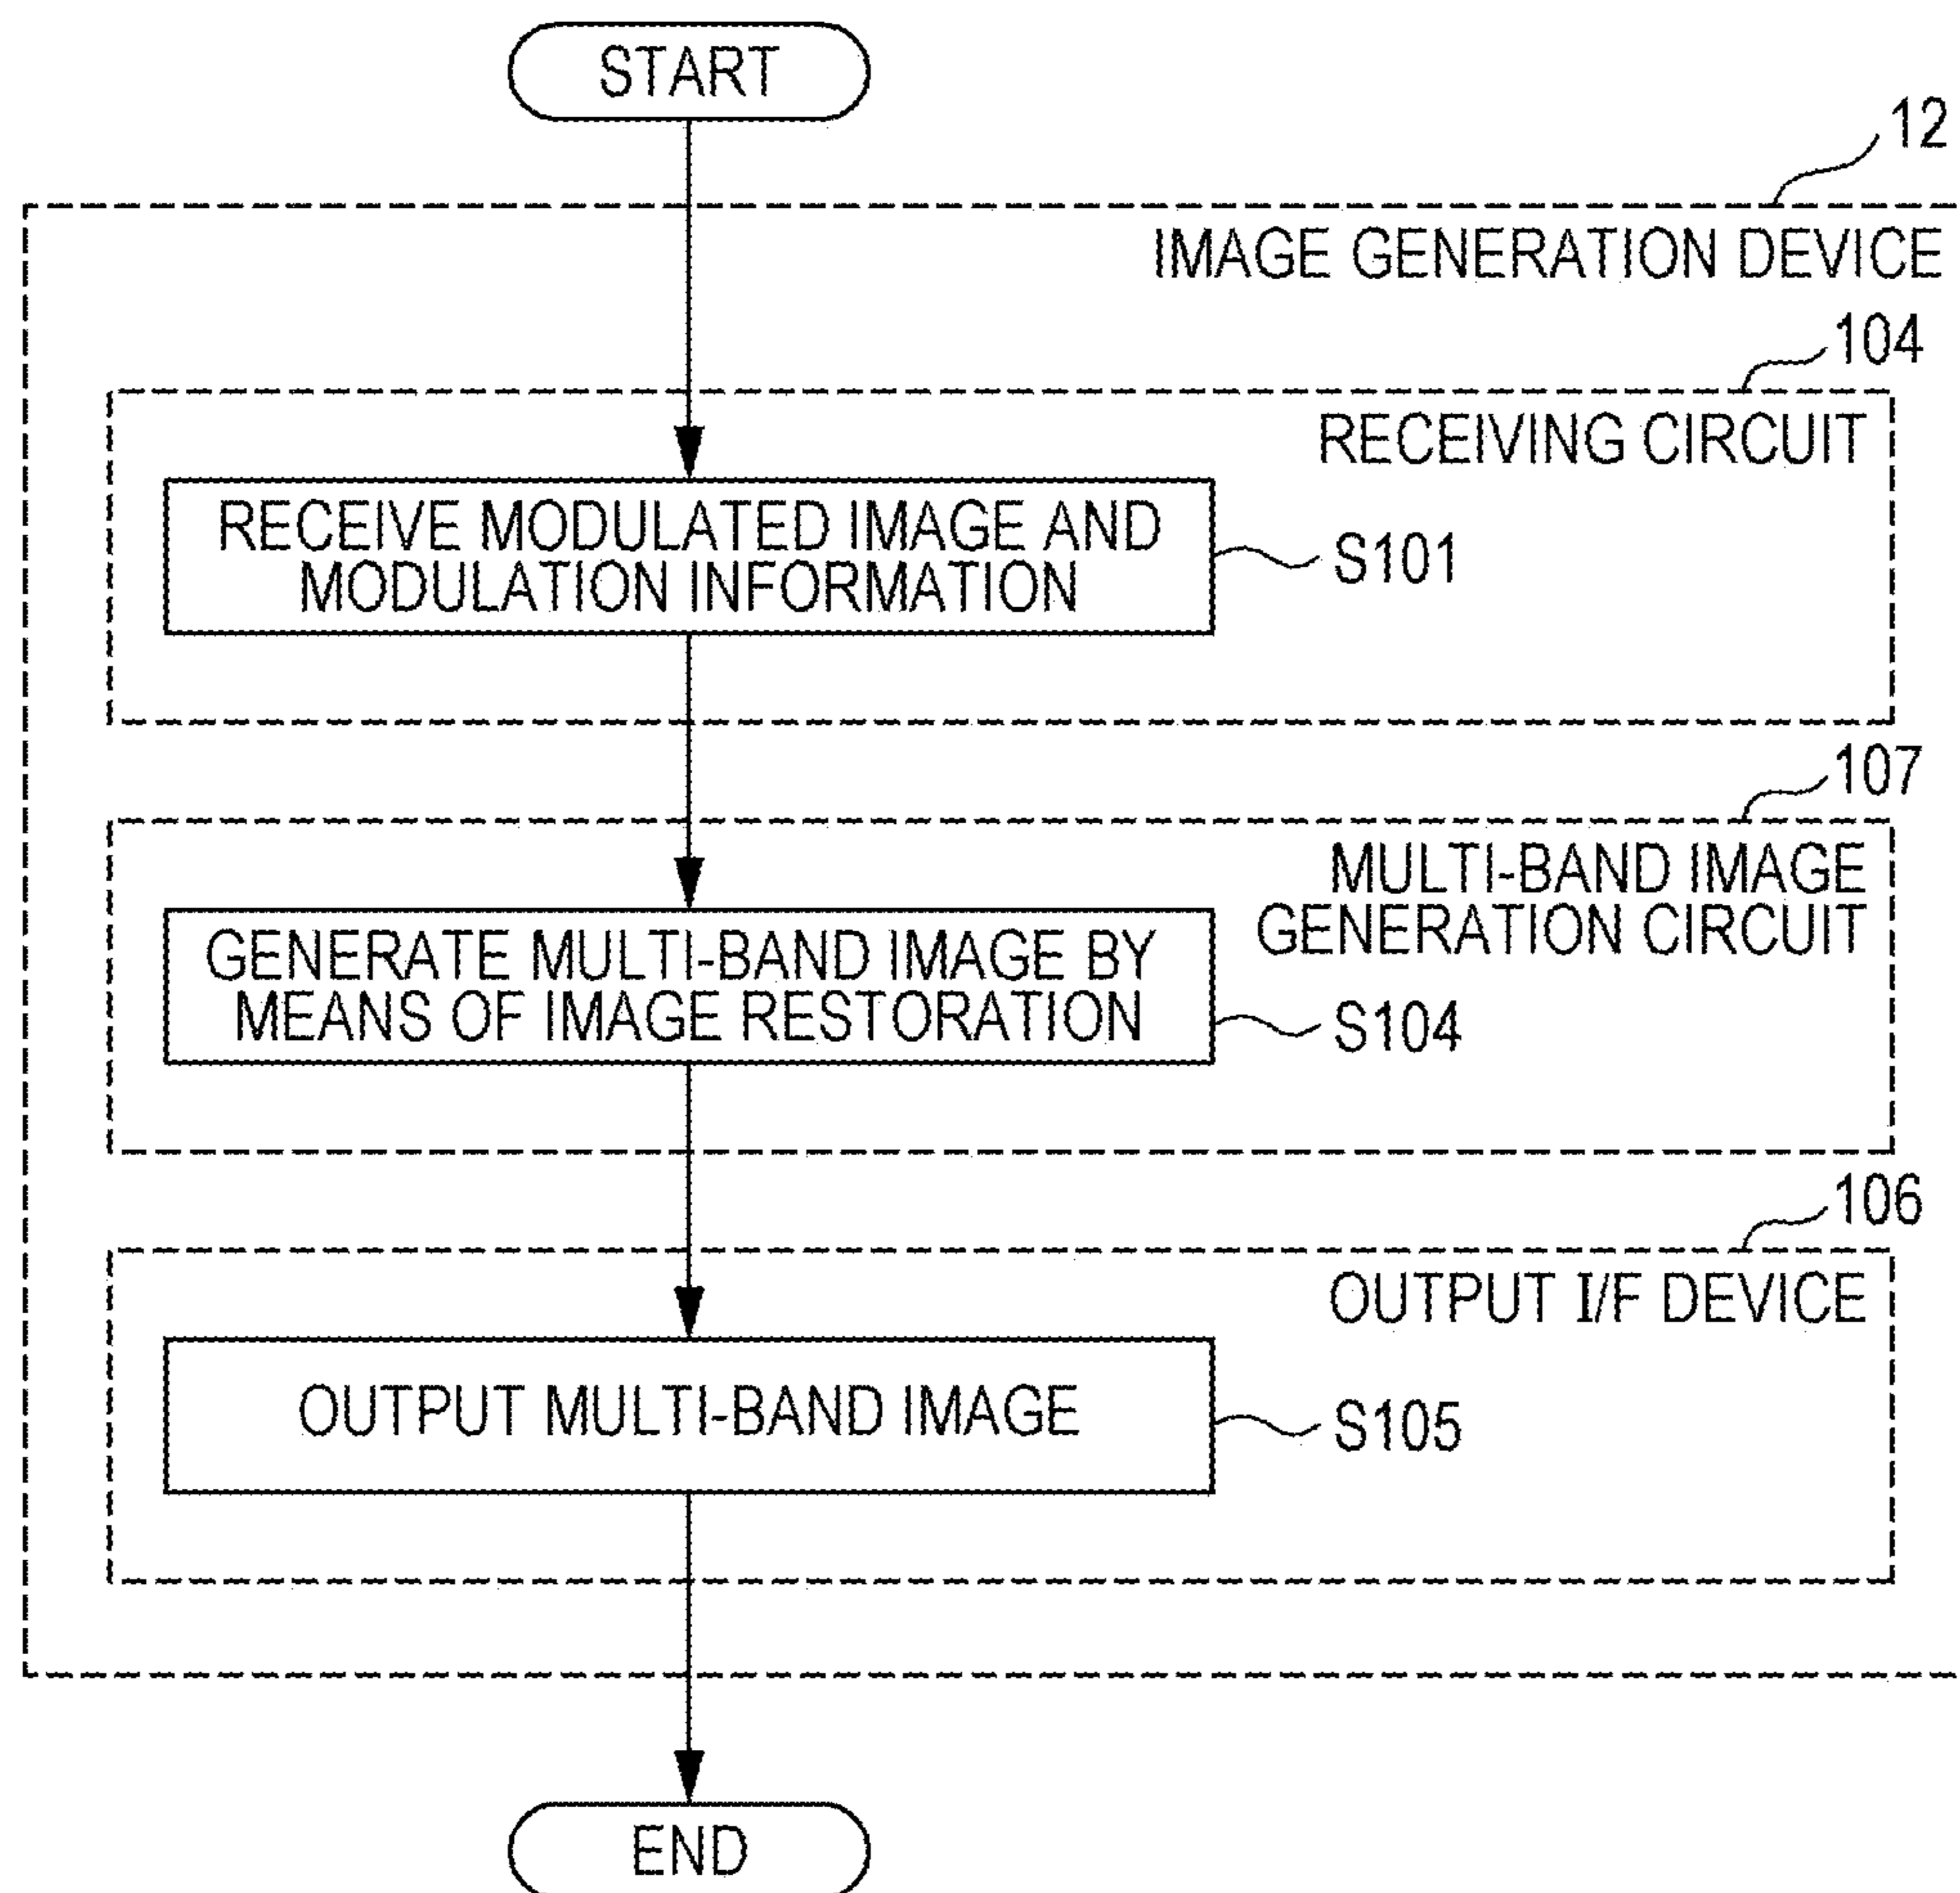 START
12
IMAGE GENERATION DEVICE
104
RECEIVING CIRCUIT
RECEIVE MODULATED IMAGE AND
MODULATION INFORMATION
S101
107
MULTI-BAND IMAGE
GENERATION CIRCUIT
GENERATE MULTI-BAND IMAGE BY
MEANS OF IMAGE RESTORATION
S104
106
OUTPUT I/F DEVICE
OUTPUT MULTI-BAND IMAGE
S105
END